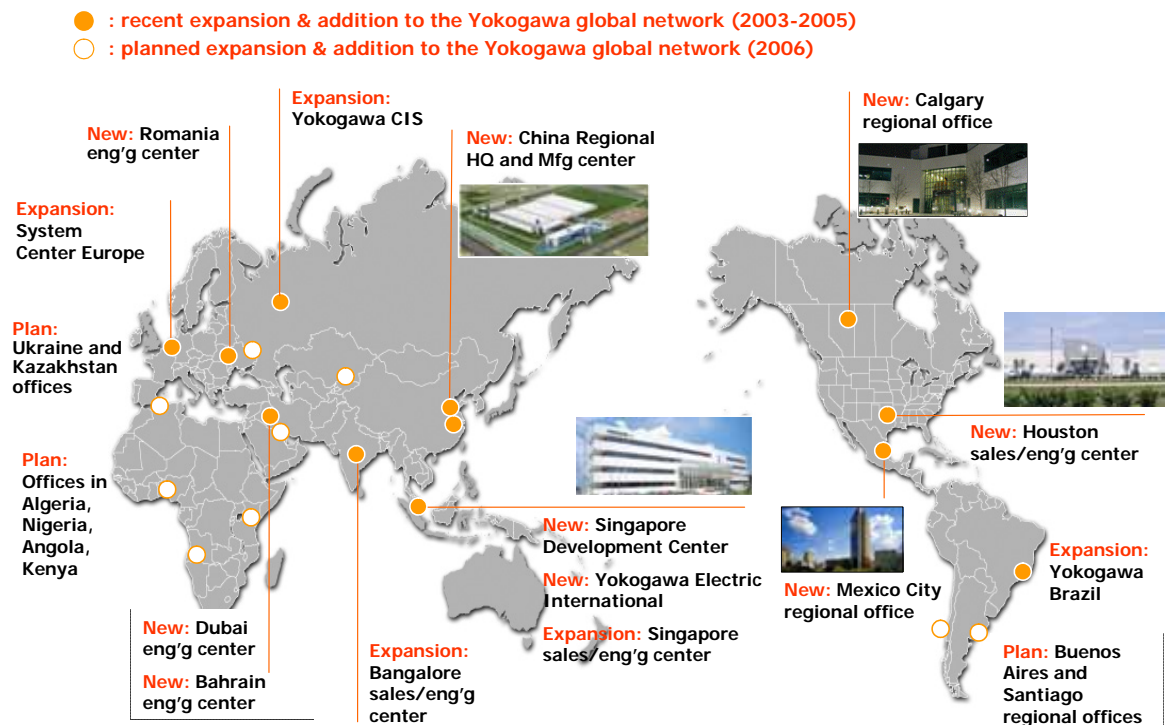 : recent expansion & addition to the Yokogawa global network (2003-2005)
: planned expansion & addition to the Yokogawa global network (2006)
Expansion:
Yokogawa CIS
New: Romania
eng'g center
New: China Regional
HQ and Mfg center
New: Calgary
regional office
Expansion:
System
Center Europe
Plan:
Ukraine and
Kazakhstan
offices
Plan:
Offices in
Algeria,
Nigeria,
Angola,
Kenya
New: Houston
sales/eng'g center
New: Singapore
Development Center
New: Yokogawa Electric
International
Expansion: Singapore
sales/eng'g center
New: Mexico City
regional office
Expansion:
Yokogawa
Brazil
New: Dubai
eng'g center
New: Bahrain
eng'g center
Expansion:
Bangalore
sales/eng'g
center
Plan: Buenos
Aires and
Santiago
regional offices